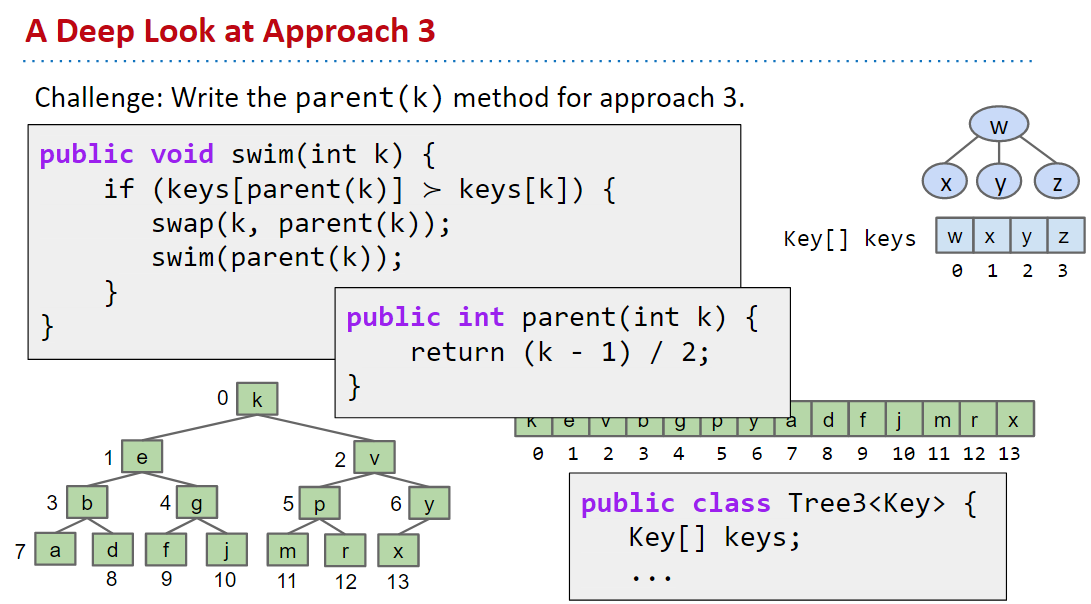 A Deep Look at Approach 3
Challenge: Write the parent(k) method for approach 3.
public void swim(int k) {
if (keys[parent(k)] ≻ keys[k]) {
swap(k, parent(k));
swim(parent(k));
}
}
public int parent(int k) {
return (k - 1) / 2;
}
w
x y z
Key[] keys w x y z
0 1 2 3
0 k
1 e 2 v
3 b 4 g 5 p 6 y
7 a d f j m r x
8 9 10 11 12 13
k e v b g p y a d f j m r x
0 1 2 3 4 5 6 7 8 9 10 11 12 13
public class Tree3<Key> {
Key[] keys;
...